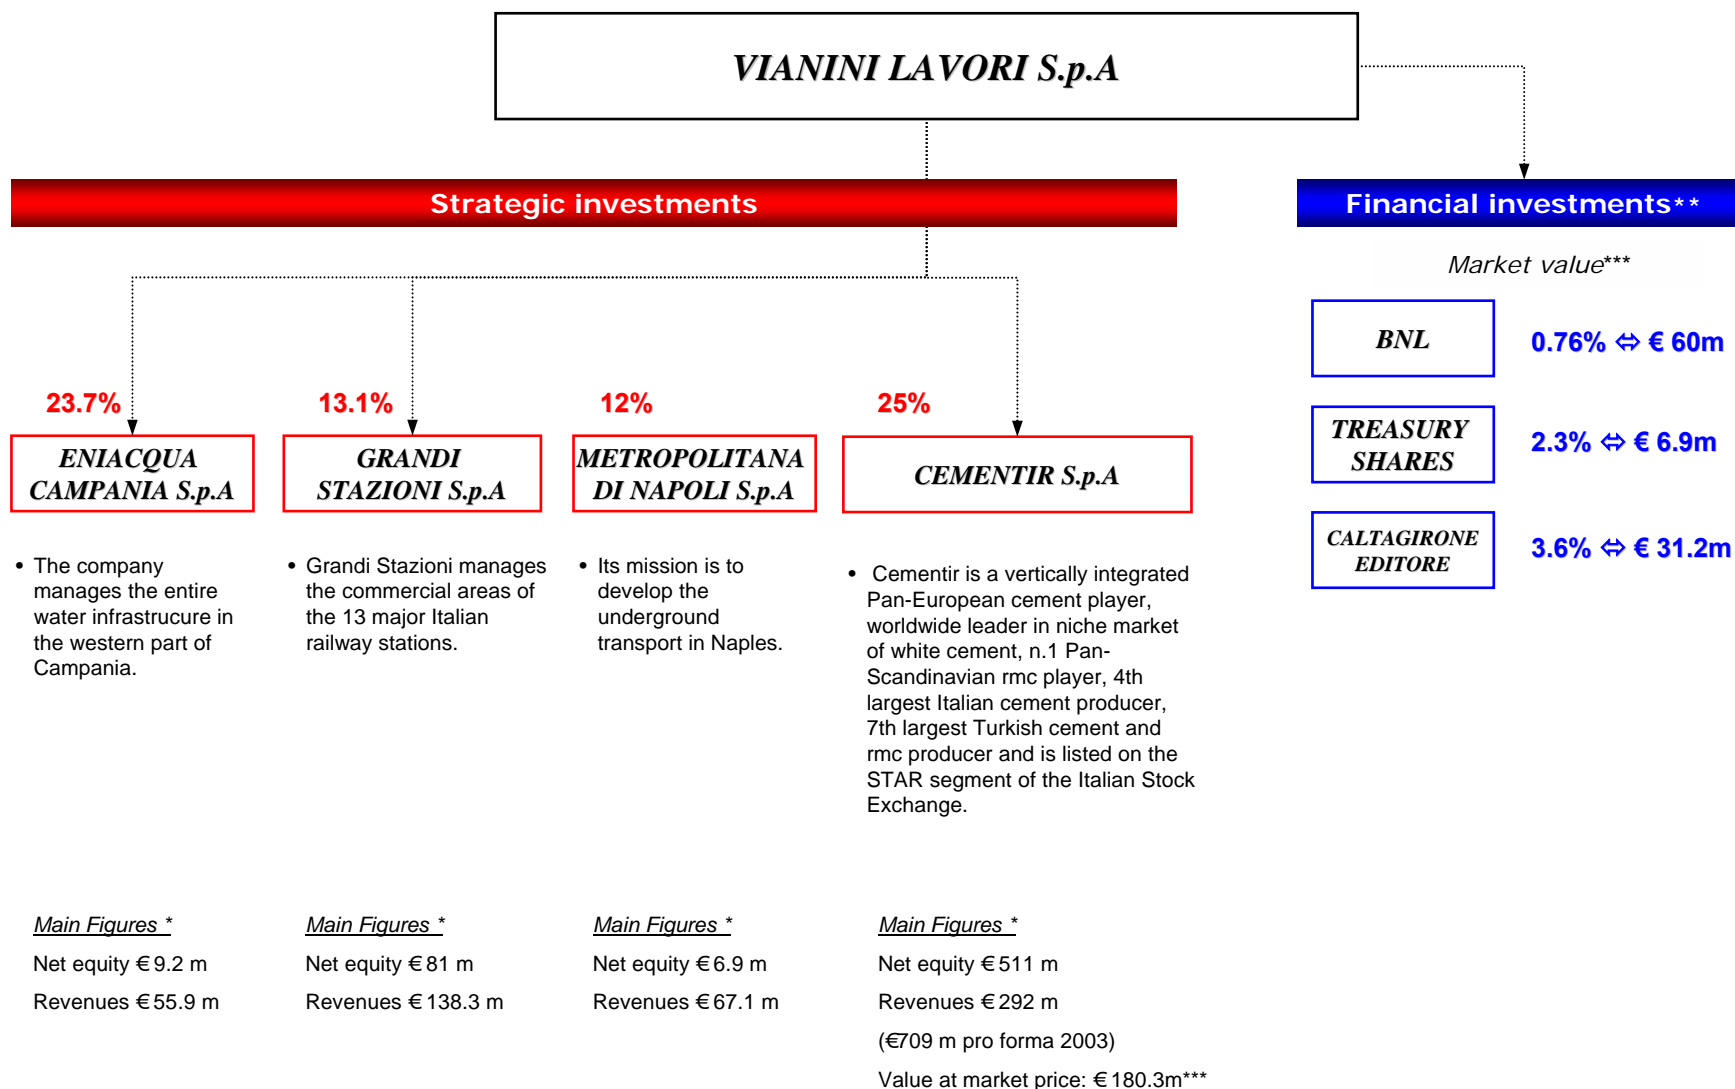 VIANINI LAVORI S.p.A
Strategic investments
Financial investments**
Market value***
BNL
0.76% ⇔ € 60m
TREASURY
SHARES
2.3% ⇔ € 6.9m
CALTAGIRONE
EDITORE
3.6% ⇔ € 31.2m
23.7%
ENIACQUA
CAMPANIA S.p.A
• The company
manages the entire
water infrastrucure in
the western part of
Campania.
Main Figures *
Net equity € 9.2 m
Revenues € 55.9 m
13.1%
GRANDI
STAZIONI S.p.A
• Grandi Stazioni manages
the commercial areas of
the 13 major Italian
railway stations.
Main Figures *
Net equity € 81 m
Revenues € 138.3 m
12%
METROPOLITANA
DI NAPOLI S.p.A
• Its mission is to
develop the
underground
transport in Naples.
Main Figures *
Net equity € 6.9 m
Revenues € 67.1 m
25%
CEMENTIR S.p.A
• Cementir is a vertically integrated
Pan-European cement player,
worldwide leader in niche market
of white cement, n.1 Pan-
Scandinavian rmc player, 4th
largest Italian cement producer,
7th largest Turkish cement and
rmc producer and is listed on the
STAR segment of the Italian Stock
Exchange.
Main Figures *
Net equity € 511 m
Revenues € 292 m
(€709 m pro forma 2003)
Value at market price: € 180.3m***